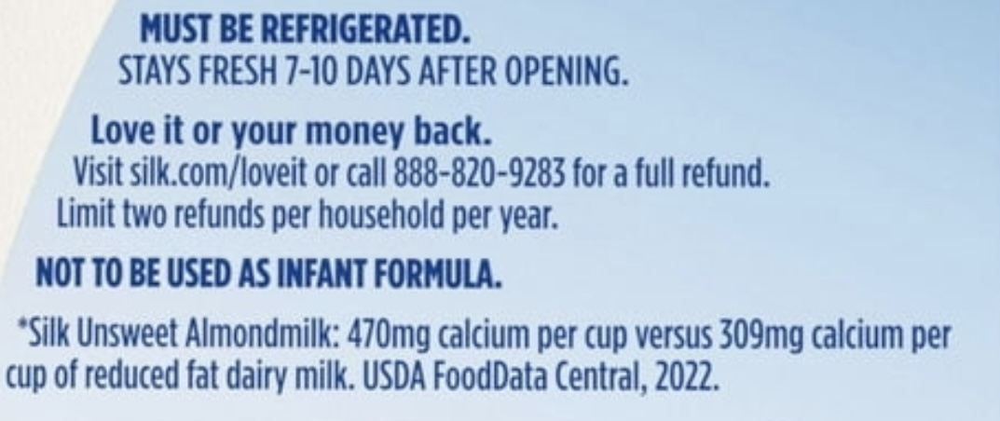 MUST BE REFRIGERATED.
STAYS FRESH 7-10 DAYS AFTER OPENING.
Love it or your money back.
Visit silk.com/loveit or call 888-820-9283 for a full refund.
Limit two refunds per household per year.
NOT TO BE USED AS INFANT FORMULA.
*Silk Unsweet Almondmilk: 470mg calcium per cup versus 309mg calcium per
cup of reduced fat dairy milk. USDA FoodData Central, 2022.